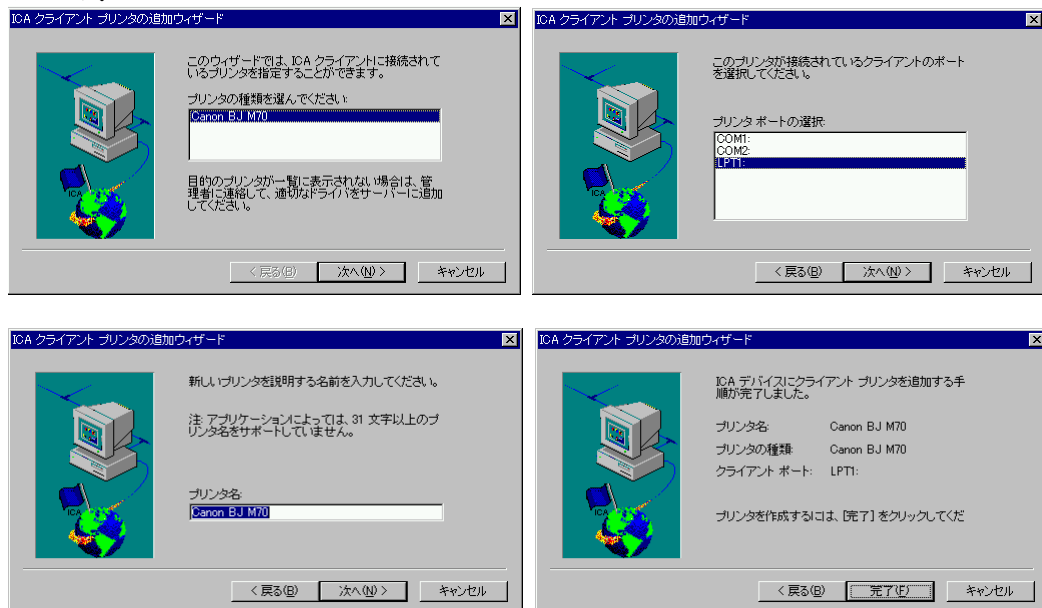 ICA クライアント プリンタの追加ウィザード
このウィザードでは、ICA クライアントに接続されて
いるプリンタを指定することができます。
プリンタの種類を選んでください:
Canon BJ M70
目的のプリンタが一覧に表示されない場合は、管
理者に連絡して、適切なドライバをサーバーに追加
してください。
ICA
< 戻る(B)
次へ(N) >
キャンセル
ICA クライアント プリンタの追加ウィザード
このプリンタが接続されているクライアントのポート
を選択してください。
プリンタ ポートの選択:
COM1:
COM2:
LPT1:
ICA
< 戻る(B)
次へ(N) >
キャンセル
ICA クライアント プリンタの追加ウィザード
新しいプリンタを説明する名前を入力してください。
注: アプリケーションによっては、31 文字以上のプ
リンタ名をサポートしていません。
プリンタ名:
Canon BJ M70
ICA
< 戻る(B)
次へ(N) >
キャンセル
ICA クライアント プリンタの追加ウィザード
ICA デバイスにクライアント プリンタを追加する手
順が完了しました。
プリンタ名: Canon BJ M70
プリンタの種類: Canon BJ M70
クライアント ポート: LPT1:
プリンタを作成するには、[完了] をクリックしてくだ
ICA
< 戻る(B)
完了(F)
キャンセル